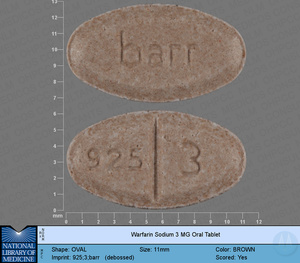 barr
925 3
mm
Warfarin Sodium 3 MG Oral Tablet
NATIONAL
LIBRARY OF
MEDICINE
Shape: OVAL Size: 11mm Color: BROWN
Imprint: 925;3;barr (debossed) Scored: Yes